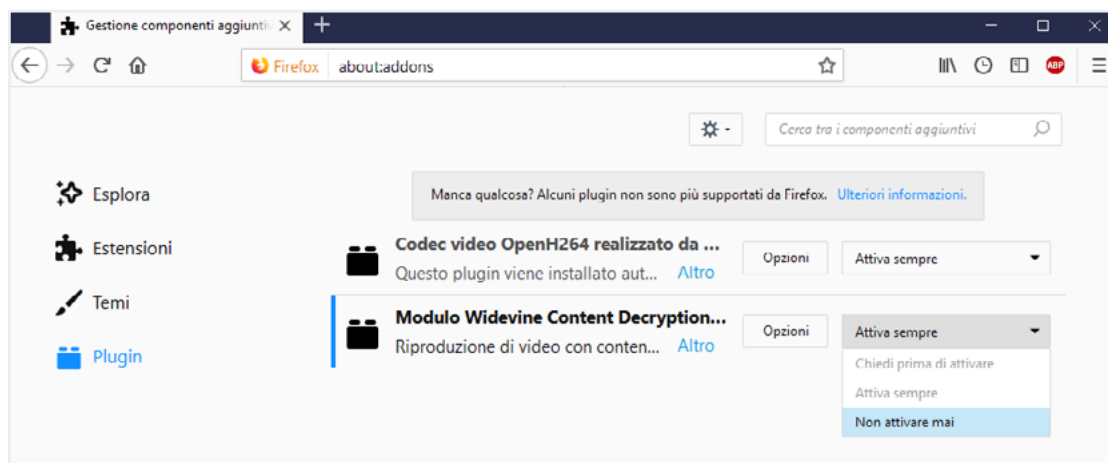 Gestione componenti aggiuntiv
Firefox about:addons
ABP
Cerca tra i componenti aggiuntivi
Esplora
Manca qualcosa? Alcuni plugin non sono più supportati da Firefox. Ulteriori informazioni.
Estensioni
Codec video OpenH264 realizzato da ...
Questo plugin viene installato aut... Altro
Opzioni
Attiva sempre
Temi
Modulo Widevine Content Decryption...
Riproduzione di video con conten... Altro
Opzioni
Attiva sempre
Plugin
Chiedi prima di attivare
Attiva sempre
Non attivare mai